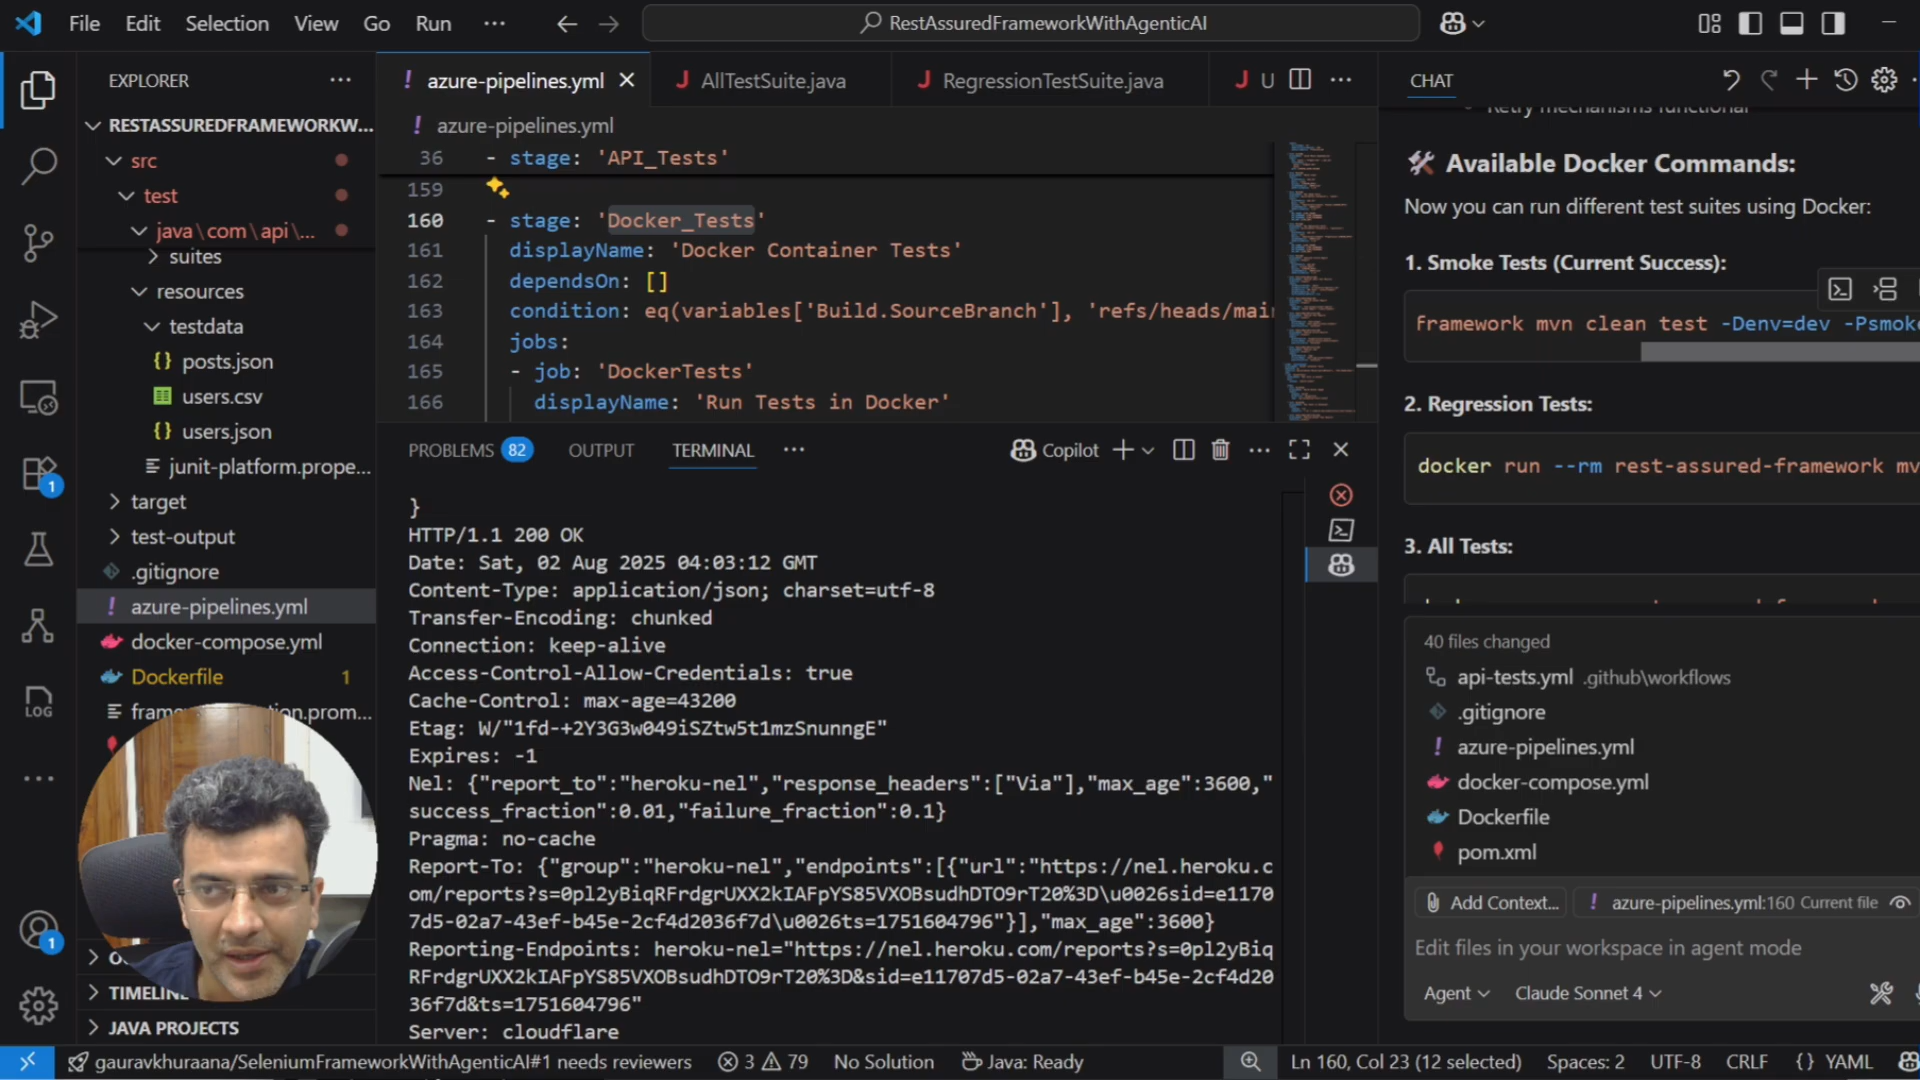 File Edit Selection View Go Run ··· RestAssuredFrameworkWithAgenticAI
EXPLORER
RESTASSUREDFRAMEWORKW...
src
test
java\com\api\...
suites
resources
testdata
posts.json
users.csv
users.json
junit-platform.prope...
target
test-output
.gitignore
azure-pipelines.yml
docker-compose.yml
Dockerfile 1
TIMELINE
JAVA PROJECTS
1
LOG
1
azure-pipelines.yml AllTestSuite.java RegressionTestSuite.java U
azure-pipelines.yml
36 - stage: 'API_Tests'
159
160 - stage: 'Docker_Tests'
161 displayName: 'Docker Container Tests'
162 dependsOn: []
163 condition: eq(variables['Build.SourceBranch'], 'refs/heads/mai
164 jobs:
165 - job: 'DockerTests'
166 displayName: 'Run Tests in Docker'
PROBLEMS 82 OUTPUT TERMINAL ··· Copilot
}
HTTP/1.1 200 OK
Date: Sat, 02 Aug 2025 04:03:12 GMT
Content-Type: application/json; charset=utf-8
Transfer-Encoding: chunked
Connection: keep-alive
Access-Control-Allow-Credentials: true
Cache-Control: max-age=43200
Etag: W/"1fd-+2Y3G3w049iSZtw5t1mzSnunngE"
Expires: -1
Nel: {"report_to":"heroku-nel","response_headers":["Via"],"max_age":3600,"
success_fraction":0.01,"failure_fraction":0.1}
Pragma: no-cache
Report-To: {"group":"heroku-nel","endpoints":[{"url":"https://nel.heroku.c
om/reports?s=0pl2yBiqRFrdgrUXX2kIAFpYS85VXOBsudhDTO9rT20%3D\u0026sid=e1170
7d5-02a7-43ef-b45e-2cf4d2036f7d\u0026ts=1751604796"}],"max_age":3600}
Reporting-Endpoints: heroku-nel="https://nel.heroku.com/reports?s=0pl2yBiq
RFrdgrUXX2kIAFpYS85VXOBsudhDTO9rT20%3D&sid=e11707d5-02a7-43ef-b45e-2cf4d20
36f7d&ts=1751604796"
Server: cloudflare
CHAT
Retry mechanisms functional
Available Docker Commands:
Now you can run different test suites using Docker:
1. Smoke Tests (Current Success):
framework mvn clean test -Denv=dev -Psmoke
2. Regression Tests:
docker run --rm rest-assured-framework mv
3. All Tests:
40 files changed
api-tests.yml .github\workflows
.gitignore
azure-pipelines.yml
docker-compose.yml
Dockerfile
pom.xml
Add Context... azure-pipelines.yml:160 Current file
Edit files in your workspace in agent mode
Agent Claude Sonnet 4
gauravkhuraana/SeleniumFrameworkWithAgenticAI#1 needs reviewers 3 79 No Solution Java: Ready Ln 160, Col 23 (12 selected) Spaces: 2 UTF-8 CRLF {} YAML